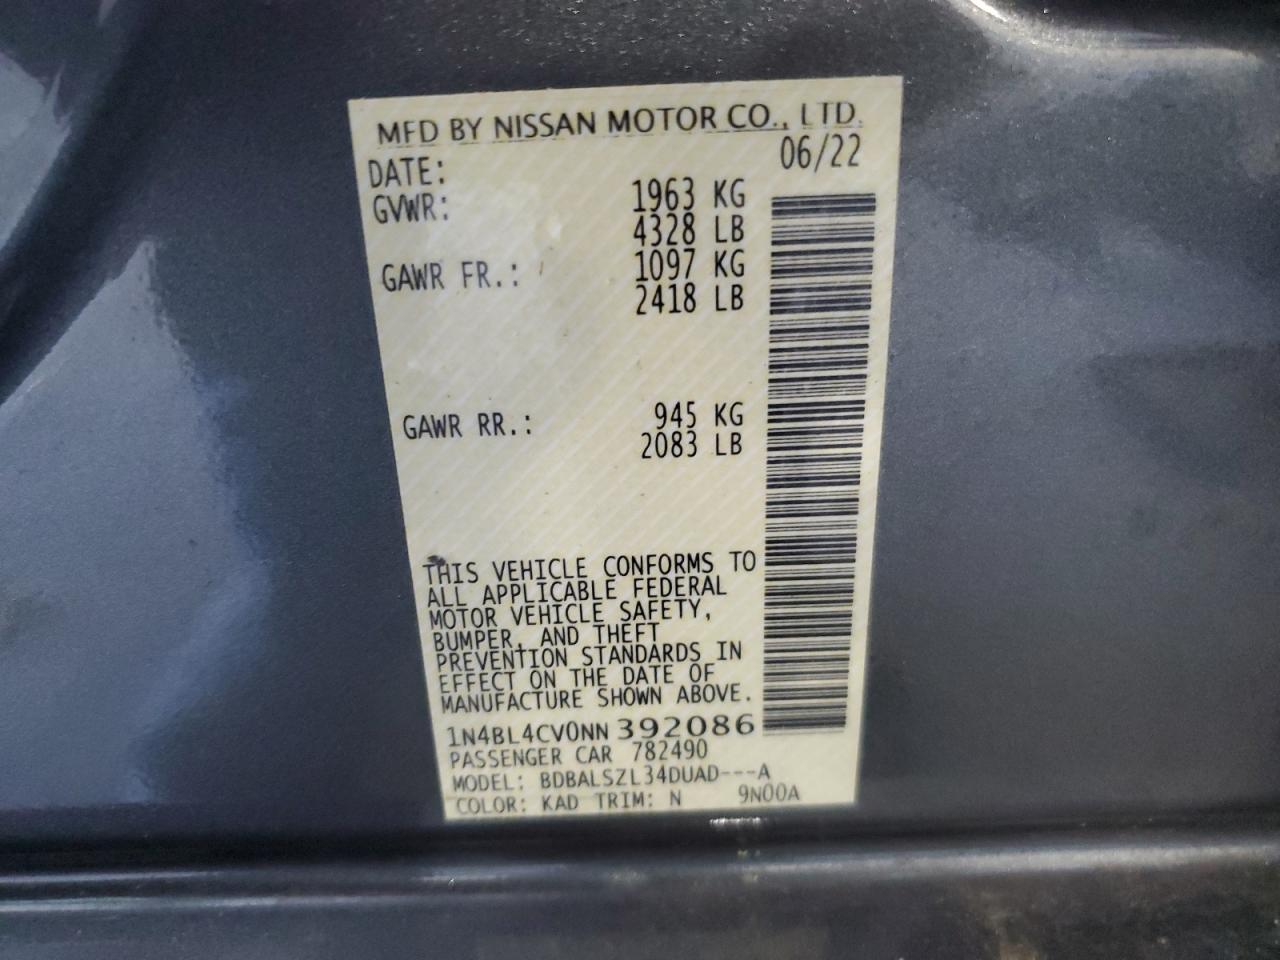 MFD BY NISSAN MOTOR CO., LTD.
DATE: 06/22
GVWR: 1963 KG
4328 LB
GAWR FR.: 1097 KG
2418 LB
GAWR RR.: 945 KG
2083 LB
THIS VEHICLE CONFORMS TO
ALL APPLICABLE FEDERAL
MOTOR VEHICLE SAFETY,
BUMPER, AND THEFT
PREVENTION STANDARDS IN
EFFECT ON THE DATE OF
MANUFACTURE SHOWN ABOVE.
1N4BL4CV0NN392086
PASSENGER CAR 782490
MODEL: BDBALSZL34DUAD---A
COLOR: KAD TRIM: N 9N00A